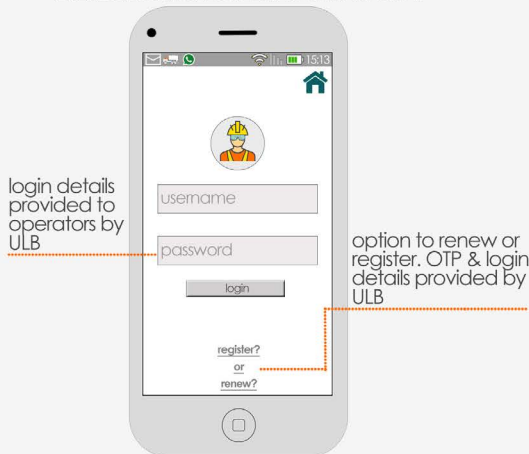 15:13
username
password
login
register?
or
renew?
login details
provided to
operators by
ULB
option to renew or
register. OTP & login
details provided by
ULB